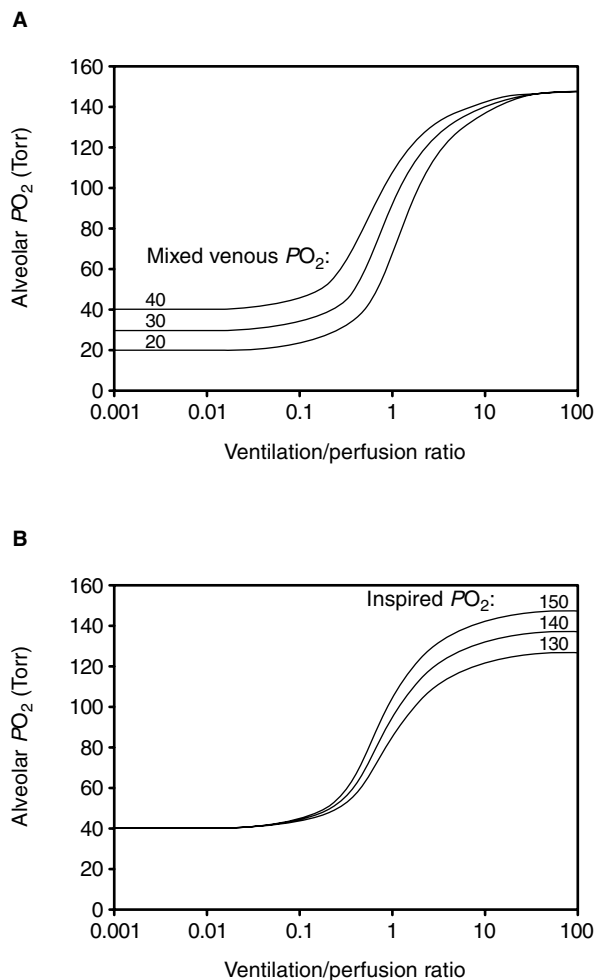 A
Alveolar PO2 (Torr)
160
140
120
100
80
60
40
20
0
Mixed venous PO2:
40
30
20
0.001 0.01 0.1 1 10 100
Ventilation/perfusion ratio
B
Alveolar PO2 (Torr)
160
140
120
100
80
60
40
20
0
Inspired PO2:
150
140
130
0.001 0.01 0.1 1 10 100
Ventilation/perfusion ratio